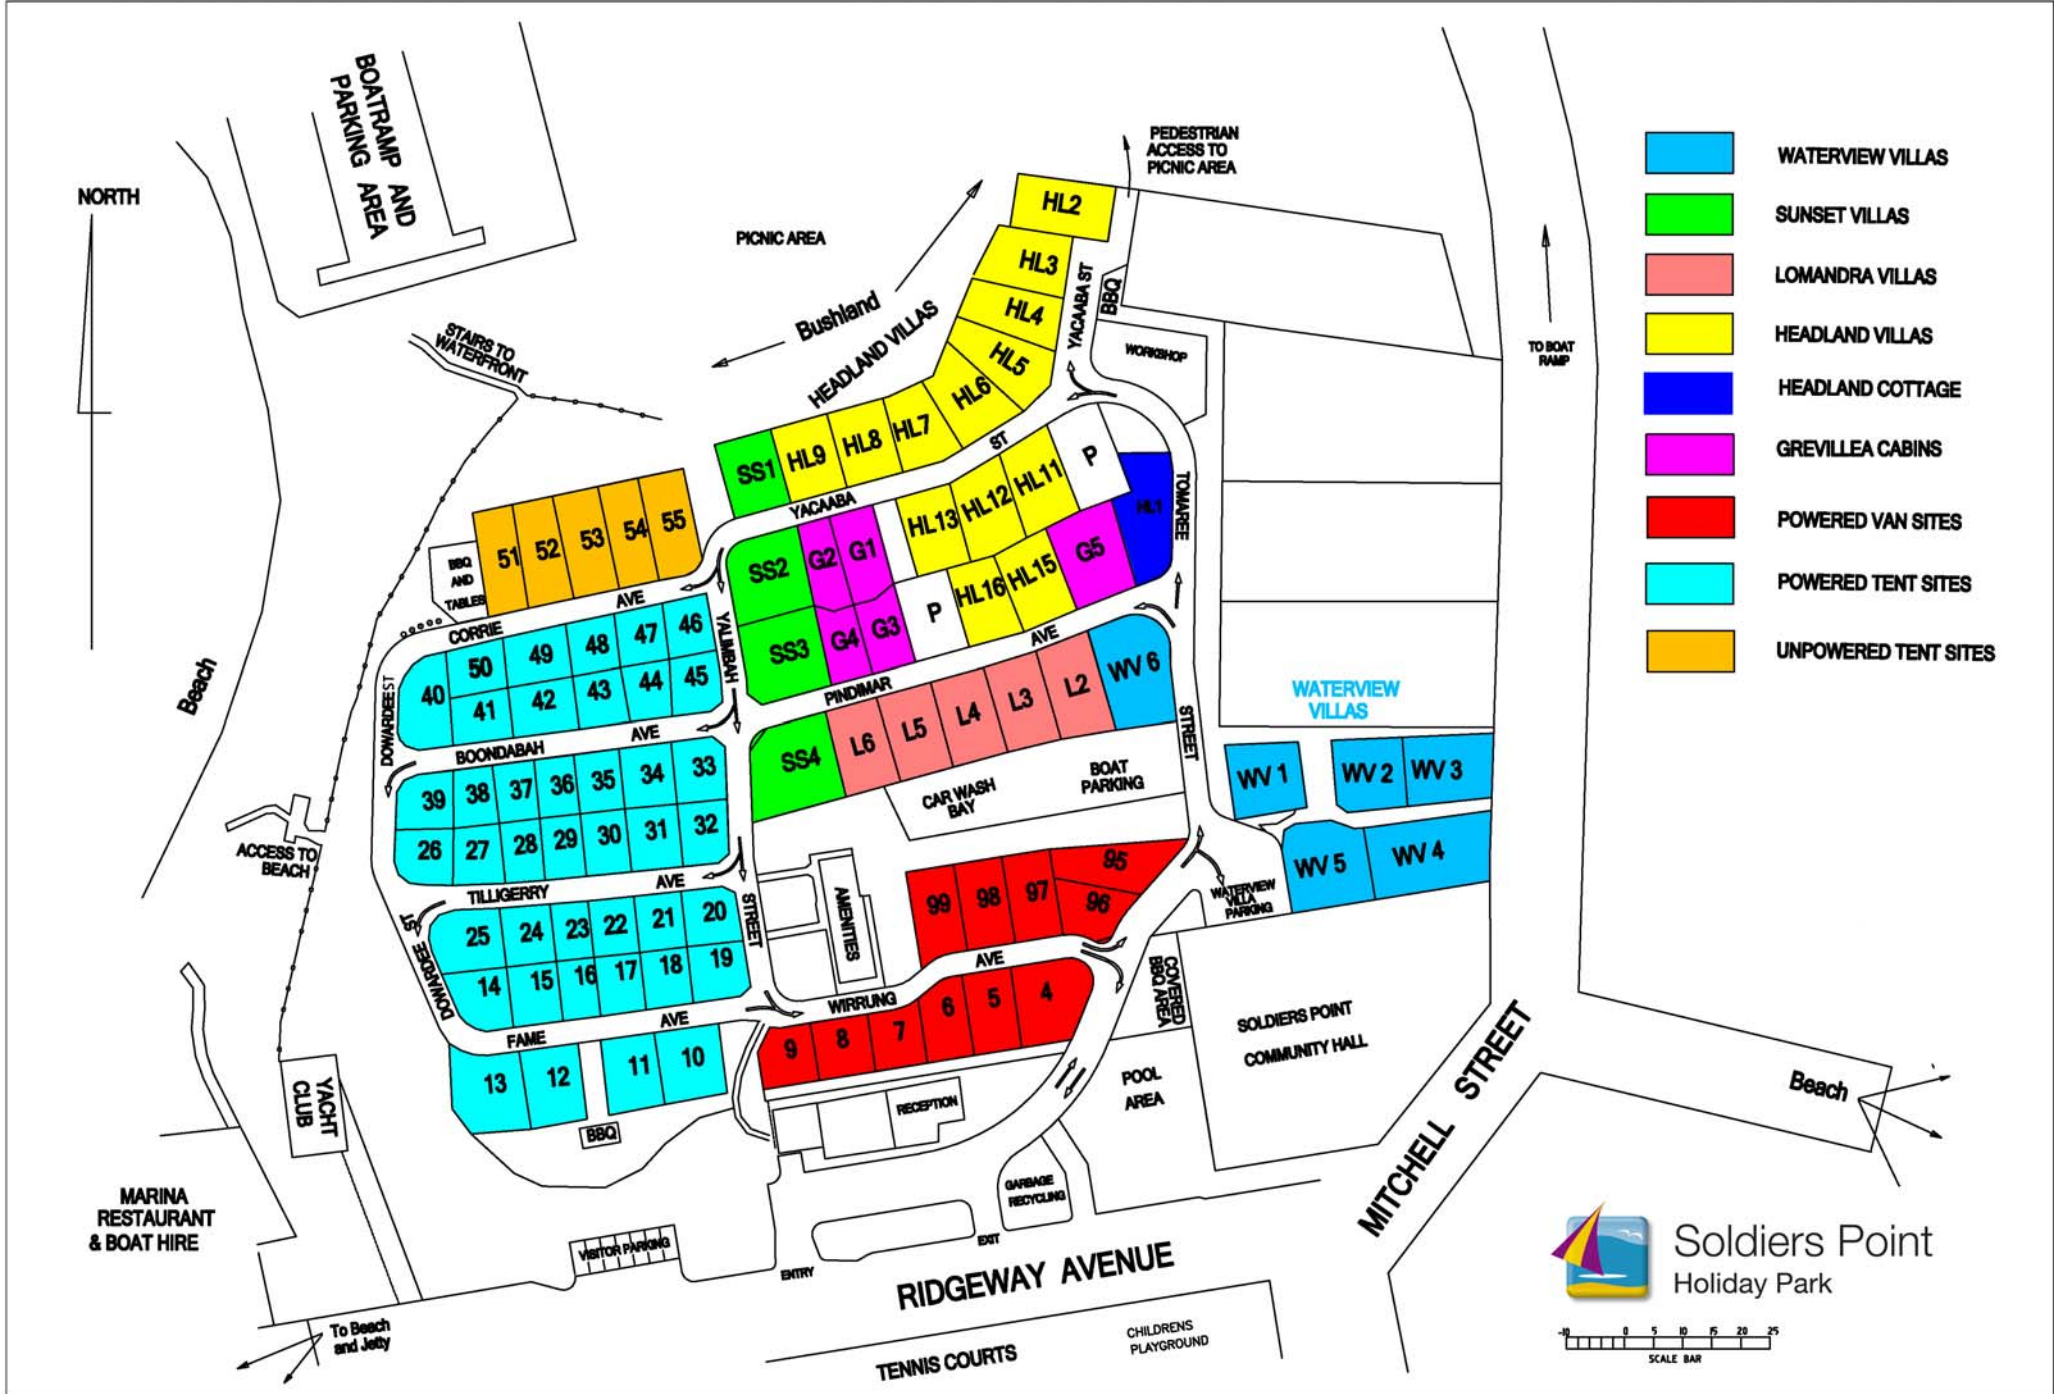 BOATRAMP AND
PARKING AREA
NORTH
PEDESTRIAN
ACCESS TO
PICNIC AREA
PICNIC AREA
Bushland
HEADLAND VILLAS
STAIRS TO
WATERFRONT
HL2
HL3
HL4
HL5
HL6
HL7
HL8
HL9
SS1
YACAABA ST
BBQ
WORKSHOP
TO BOAT
RAMP
WATERVIEW VILLAS
SUNSET VILLAS
LOMANDRA VILLAS
HEADLAND VILLAS
HEADLAND COTTAGE
GREVILLEA CABINS
POWERED VAN SITES
POWERED TENT SITES
UNPOWERED TENT SITES
YACAABA
ST
HL13
HL12
HL11
P
HL1
TOMAREE
SS2
G2
G1
SS3
G4
G3
P
HL16
HL15
G5
51
52
53
54
55
BBQ
AND
TABLES
CORRIE
AVE
YALIMBAH
PINDIMAR
AVE
40
50
49
48
47
46
41
42
43
44
45
DOWARDEEST
Beach
BOONDABAH
AVE
SS4
L6
L5
L4
L3
L2
WV 6
STREET
WATERVIEW
VILLAS
WV 1
WV 2
WV 3
WV 5
WV 4
CAR WASH
BAY
BOAT
PARKING
39
38
37
36
35
34
33
26
27
28
29
30
31
32
ACCESS TO
BEACH
TILLIGERRY
AVE
STREET
AMENITIES
99
98
97
95
96
WATERVIEW
VILLA
PARKING
DOWARDEE ST
25
24
23
22
21
20
14
15
16
17
18
19
WIRRUNG
AVE
FAME
AVE
9
8
7
6
5
4
COVERED
BBQ AREA
SOLDIERS POINT
COMMUNITY HALL
13
12
11
10
BBQ
RECEPTION
POOL
AREA
YACHT
CLUB
MARINA
RESTAURANT
& BOAT HIRE
GARBAGE
RECYCLING
VISITOR PARKING
ENTRY
EXIT
RIDGEWAY AVENUE
MITCHELL STREET
Beach
To Beach
and Jetty
TENNIS COURTS
CHILDRENS
PLAYGROUND
Soldiers Point
Holiday Park
-10 0 5 10 15 20 25
SCALE BAR